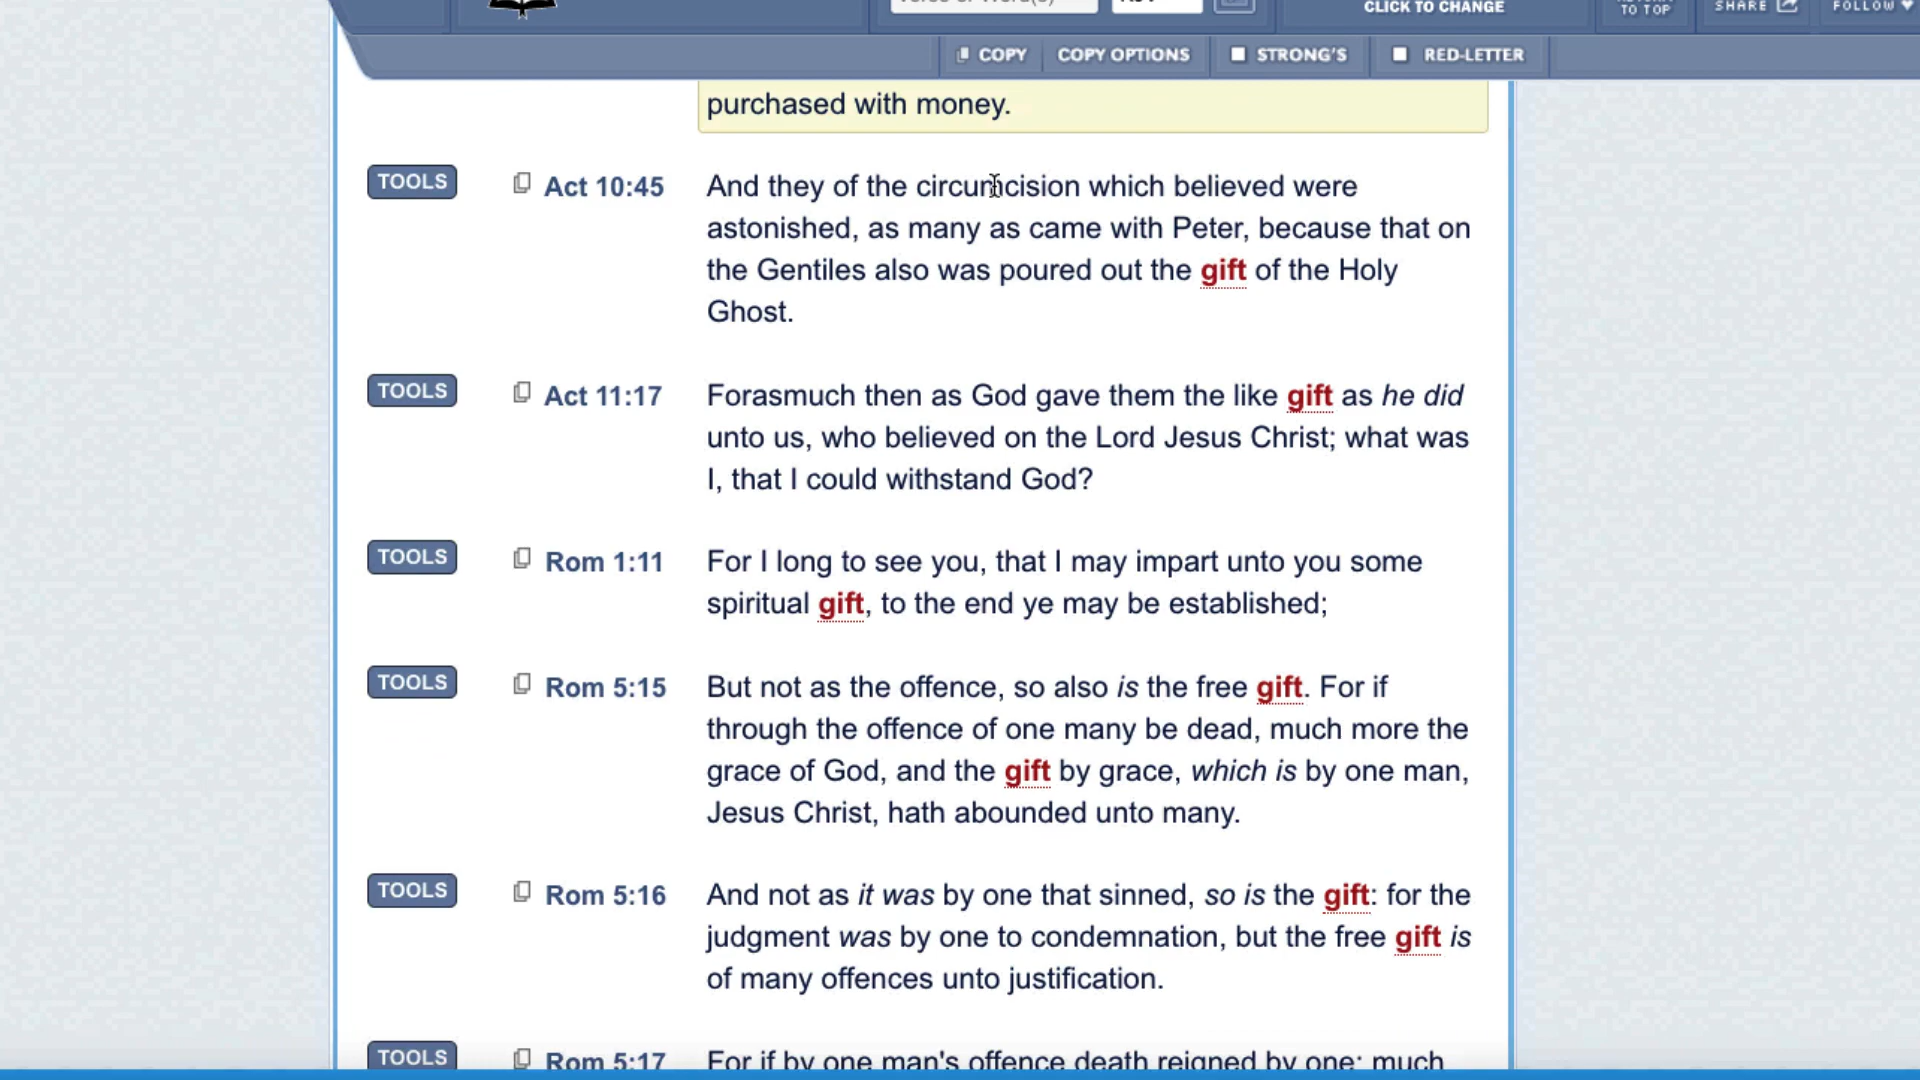 CLICK TO CHANGE
TO TOP
SHARE
FOLLOW
COPY COPY OPTIONS STRONG'S RED-LETTER
purchased with money.
TOOLS Act 10:45 And they of the circumcision which believed were
astonished, as many as came with Peter, because that on
the Gentiles also was poured out the gift of the Holy
Ghost.
TOOLS Act 11:17 Forasmuch then as God gave them the like gift as he did
unto us, who believed on the Lord Jesus Christ; what was
I, that I could withstand God?
TOOLS Rom 1:11 For I long to see you, that I may impart unto you some
spiritual gift, to the end ye may be established;
TOOLS Rom 5:15 But not as the offence, so also is the free gift. For if
through the offence of one many be dead, much more the
grace of God, and the gift by grace, which is by one man,
Jesus Christ, hath abounded unto many.
TOOLS Rom 5:16 And not as it was by one that sinned, so is the gift: for the
judgment was by one to condemnation, but the free gift is
of many offences unto justification.
TOOLS Rom 5:17 For if by one man's offence death reigned by one; much